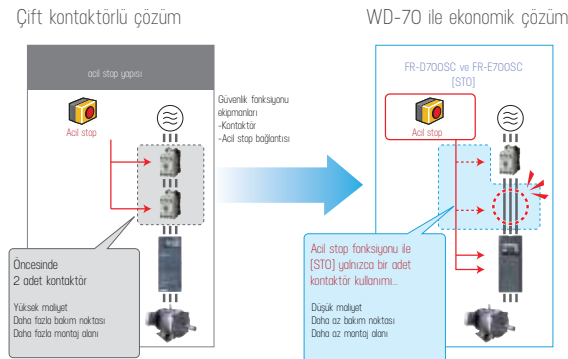 Çift kontaktörlü çözüm
acil stop yapısı
Acil stop
Öncesinde
2 adet kontaktör
Yüksek maliyet
Daha fazla bakım noktası
Daha fazla montaj alanı
Güvenlik fonksiyonu
ekipmanları
-Kontaktör
-Acil stop bağlantısı
WD-70 ile ekonomik çözüm
FR-D700SC ve FR-E700SC
[STO]
Acil stop
Acil stop fonksiyonu ile
[STO] yalnızca bir adet
kontaktör kullanımı...
Düşük maliyet
Daha az bakım noktası
Daha az montaj alanı